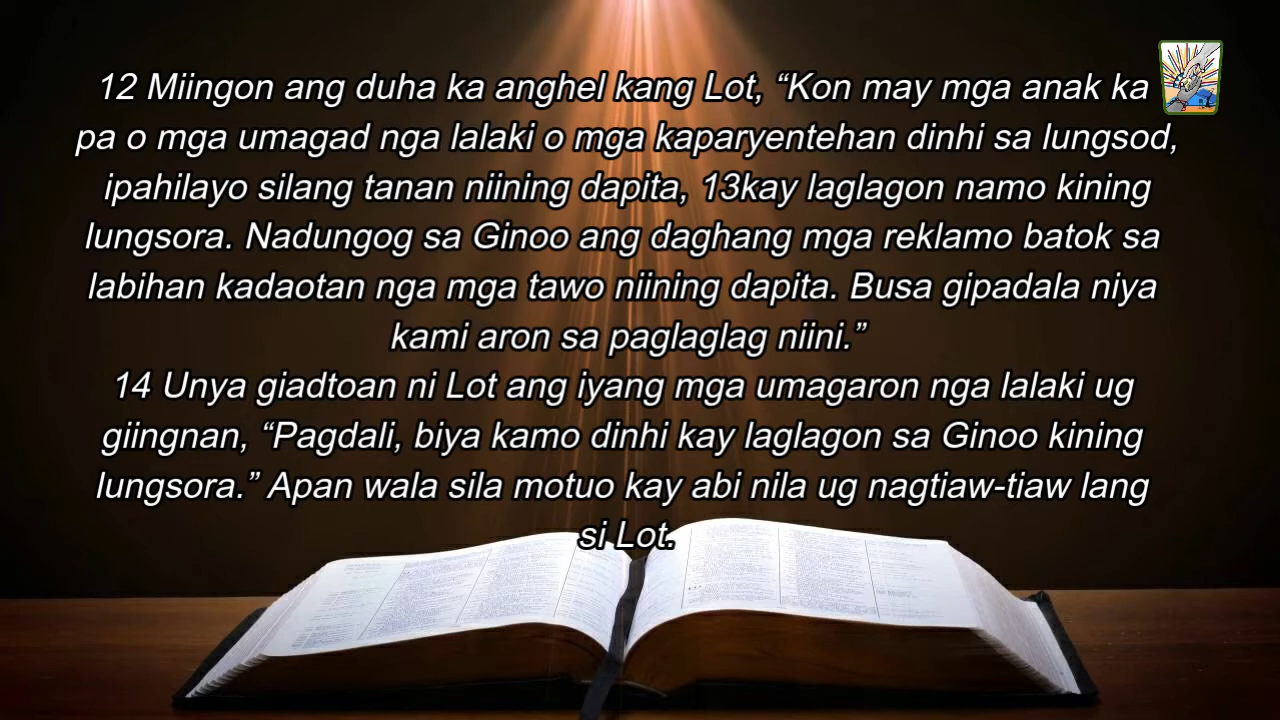 12 Miingon ang duha ka anghel kang Lot, “Kon may mga anak ka
pa o mga umagad nga lalaki o mga kaparyentehan dinhi sa lungsod,
ipahilayo silang tanan niining dapita, 13kay laglagon namo kining
lungsora. Nadungog sa Ginoo ang daghang mga reklamo batok sa
labihan kadaotan nga mga tawo niining dapita. Busa gipadala niya
kami aron sa paglaglag niini.”
14 Unya giadtoan ni Lot ang iyang mga umagaron nga lalaki ug
giingnan, “Pagdali, biya kamo dinhi kay laglagon sa Ginoo kining
lungsora.” Apan wala sila motuo kay abi nila ug nagtiaw-tiaw lang
si Lot.